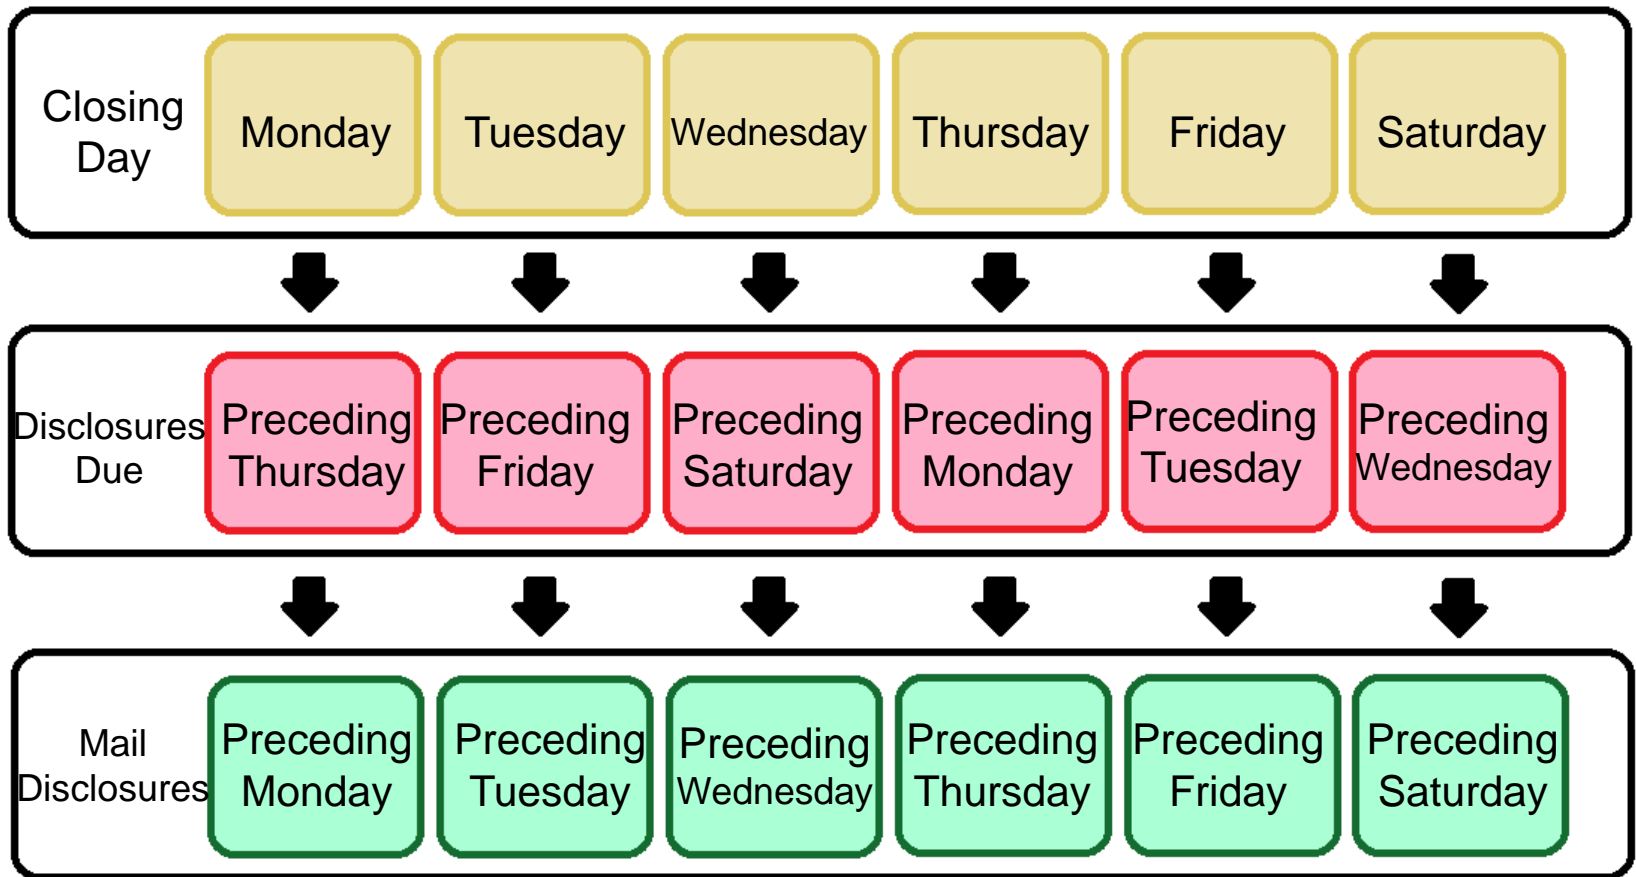 Closing
Day
Monday
Tuesday
Wednesday
Thursday
Friday
Saturday
Disclosures
Due
Preceding
Thursday
Preceding
Friday
Preceding
Saturday
Preceding
Monday
Preceding
Tuesday
Preceding
Wednesday
Mail
Disclosures
Preceding
Monday
Preceding
Tuesday
Preceding
Wednesday
Preceding
Thursday
Preceding
Friday
Preceding
Saturday